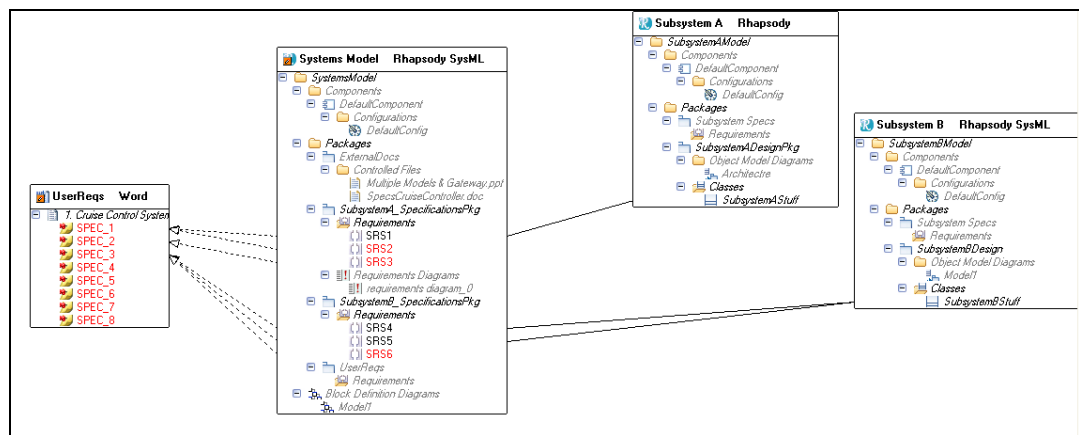 UserReqs Word
1. Cruise Control System
SPEC_1
SPEC_2
SPEC_3
SPEC_4
SPEC_5
SPEC_6
SPEC_7
SPEC_8
Systems Model Rhapsody SysML
SystemsModel
Components
DefaultComponent
Configurations
DefaultConfig
Packages
ExternalDocs
Controlled Files
Multiple Models & Gateway.ppt
SpecsCruiseController.doc
SubsystemA_SpecificationsPkg
Requirements
SRS1
SRS2
SRS3
Requirements Diagrams
requirements diagram_0
SubsystemB_SpecificationsPkg
Requirements
SRS4
SRS5
SRS6
UserReqs
Requirements
Block Definition Diagrams
Model1
Subsystem A Rhapsody
SubsystemAModel
Components
DefaultComponent
Configurations
DefaultConfig
Packages
Subsystem Specs
Requirements
SubsystemADesignPkg
Object Model Diagrams
Architectre
Classes
SubsystemAStuff
Subsystem B Rhapsody SysML
SubsystemBModel
Components
DefaultComponent
Configurations
DefaultConfig
Packages
Subsystem Specs
Requirements
SubsystemBDesign
Object Model Diagrams
Model1
Classes
SubsystemBStuff